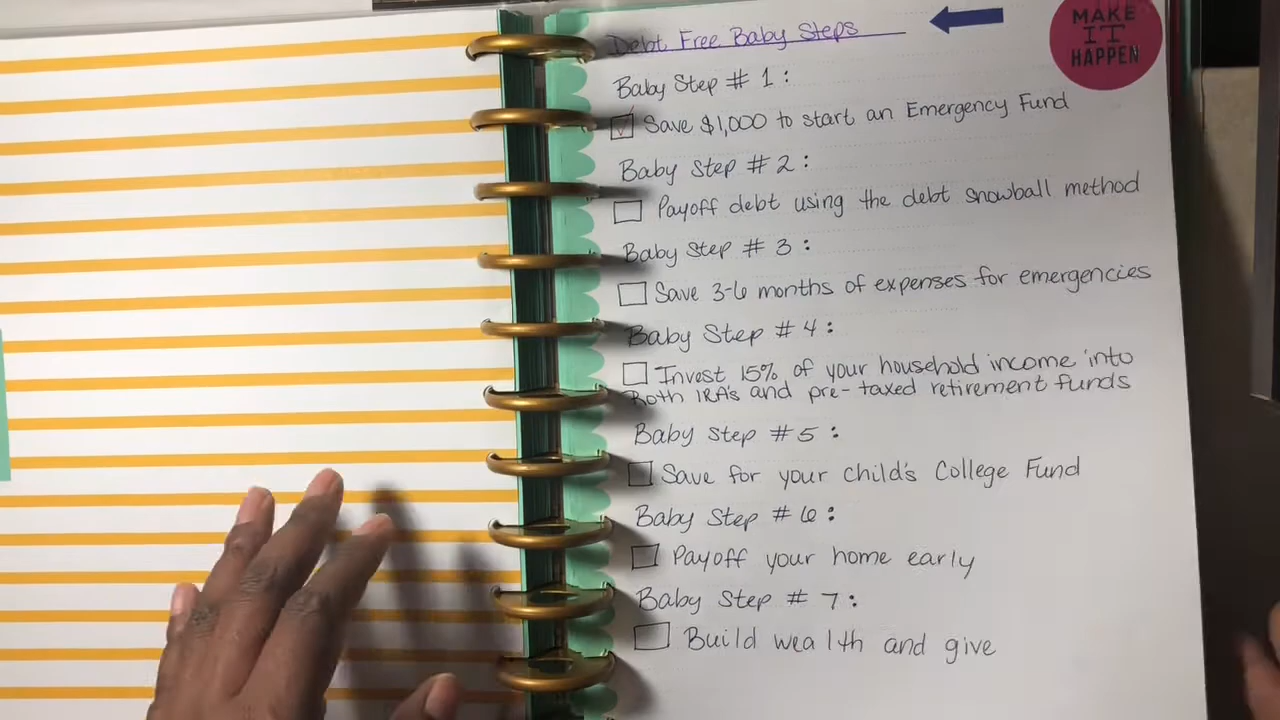 Debt Free Baby Steps
MAKE
IT
HAPPEN
Baby Step # 1:
Save $1,000 to start an Emergency Fund
Baby Step # 2:
Payoff debt using the debt snowball method
Baby Step # 3:
Save 3-6 months of expenses for emergencies
Baby Step # 4:
Invest 15% of your household income into
Both IRA's and pre-taxed retirement funds
Baby Step # 5:
Save for your child's College Fund
Baby Step # 6:
Payoff your home early
Baby Step # 7:
Build wealth and give